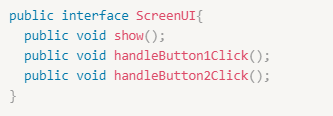 public interface ScreenUI{
  public void show();
  public void handleButton1Click();
  public void handleButton2Click();
}